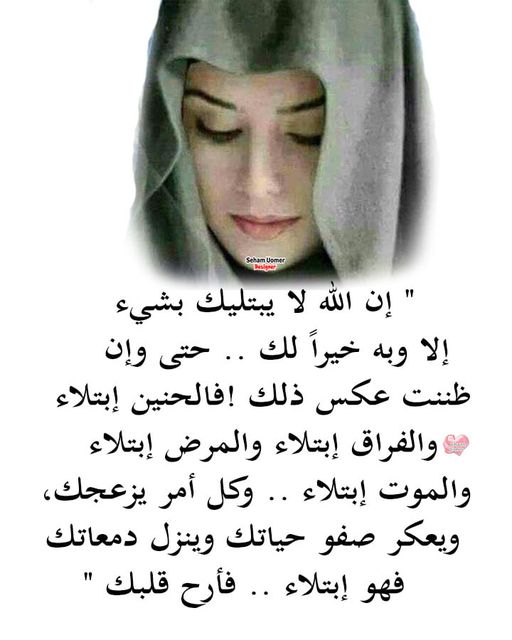 Seham Uomer
Designer
" إن الله لا يبتليك بشيء
إلا وبه خيراً لك .. حتى وإن
ظننت عكس ذلك !فالحنين إبتلاء
والفراق إبتلاء والمرض إبتلاء
والموت إبتلاء .. وكل أمر يزعجك،
ويعكر صفو حياتك وينزل دمعاتك
فهو إبتلاء .. فأرح قلبك "